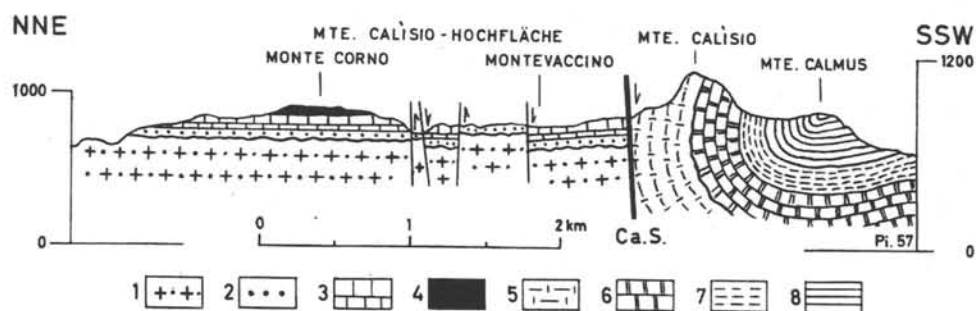 NNE
SSW
MTE. CALÌSIO-HOCHFLÄCHE
MTE. CALÌSIO
MONTE CORNO
MONTEVACCINO
MTE. CALMUS
1000
1200
0
0 1 2 km
Ca.S.
Pi. 57
0
1 2 3 4 5 6 7 8